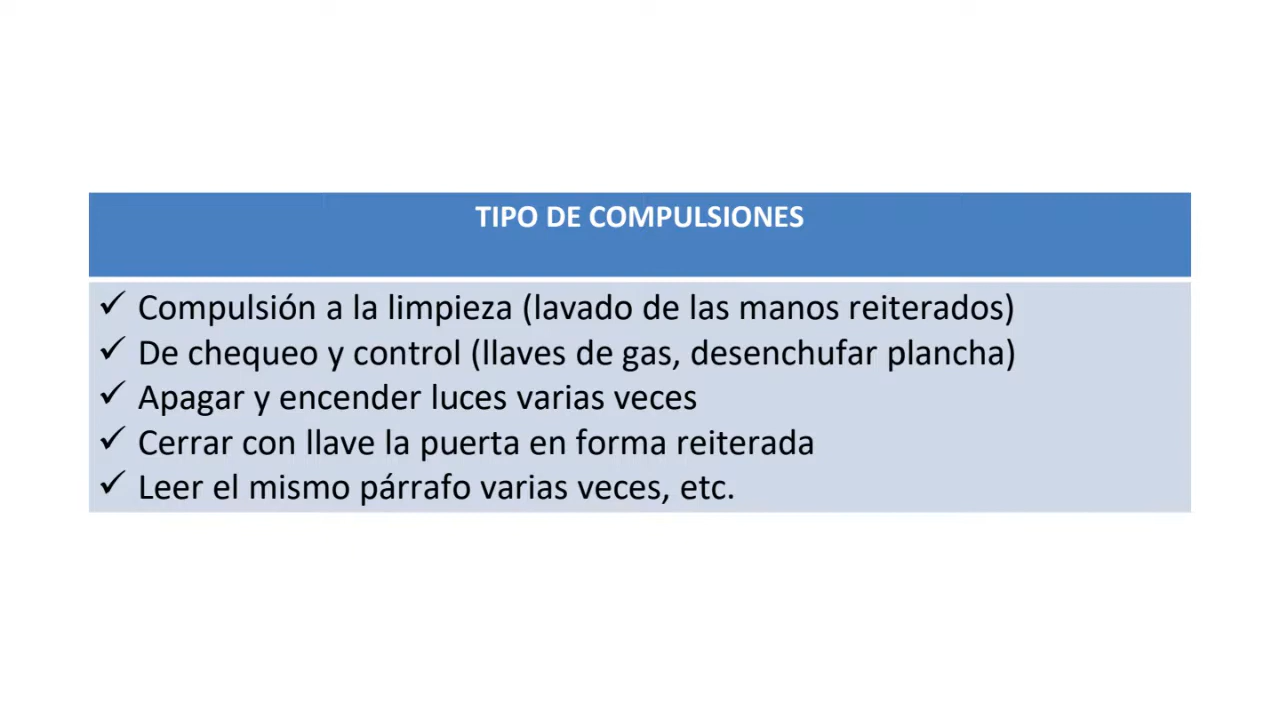 TIPO DE COMPULSIONES
✓ Compulsión a la limpieza (lavado de las manos reiterados)
✓ De chequeo y control (llaves de gas, desenchufar plancha)
✓ Apagar y encender luces varias veces
✓ Cerrar con llave la puerta en forma reiterada
✓ Leer el mismo párrafo varias veces, etc.